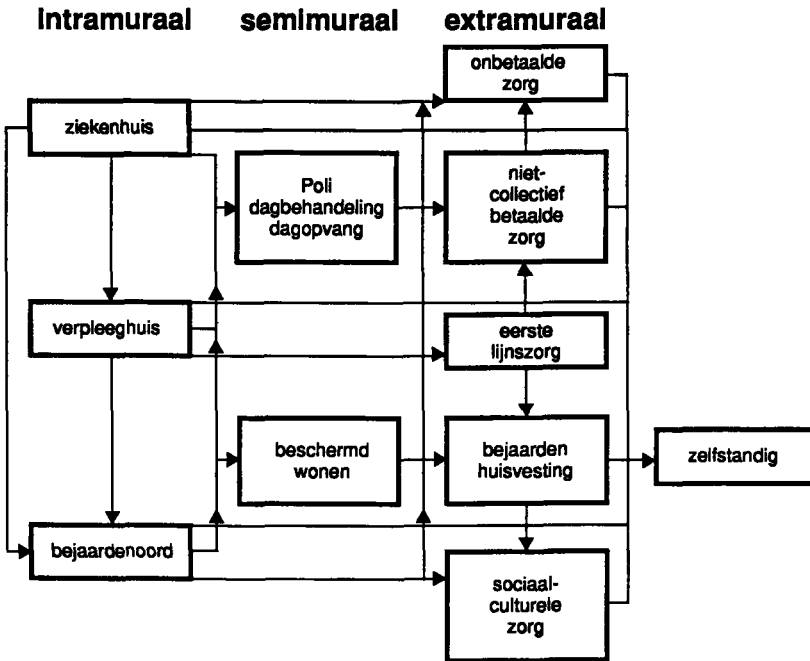 intramuraal semimuraal extramuraal
onbetaalde
zorg
ziekenhuis
Poli
dagbehandeling
dagopvang
niet-
collectief
betaalde
zorg
verpleeghuis
eerste
lijnszorg
beschermd
wonen
bejaarden
huisvesting
zelfstandig
bejaardenoord
sociaal-
culturele
zorg